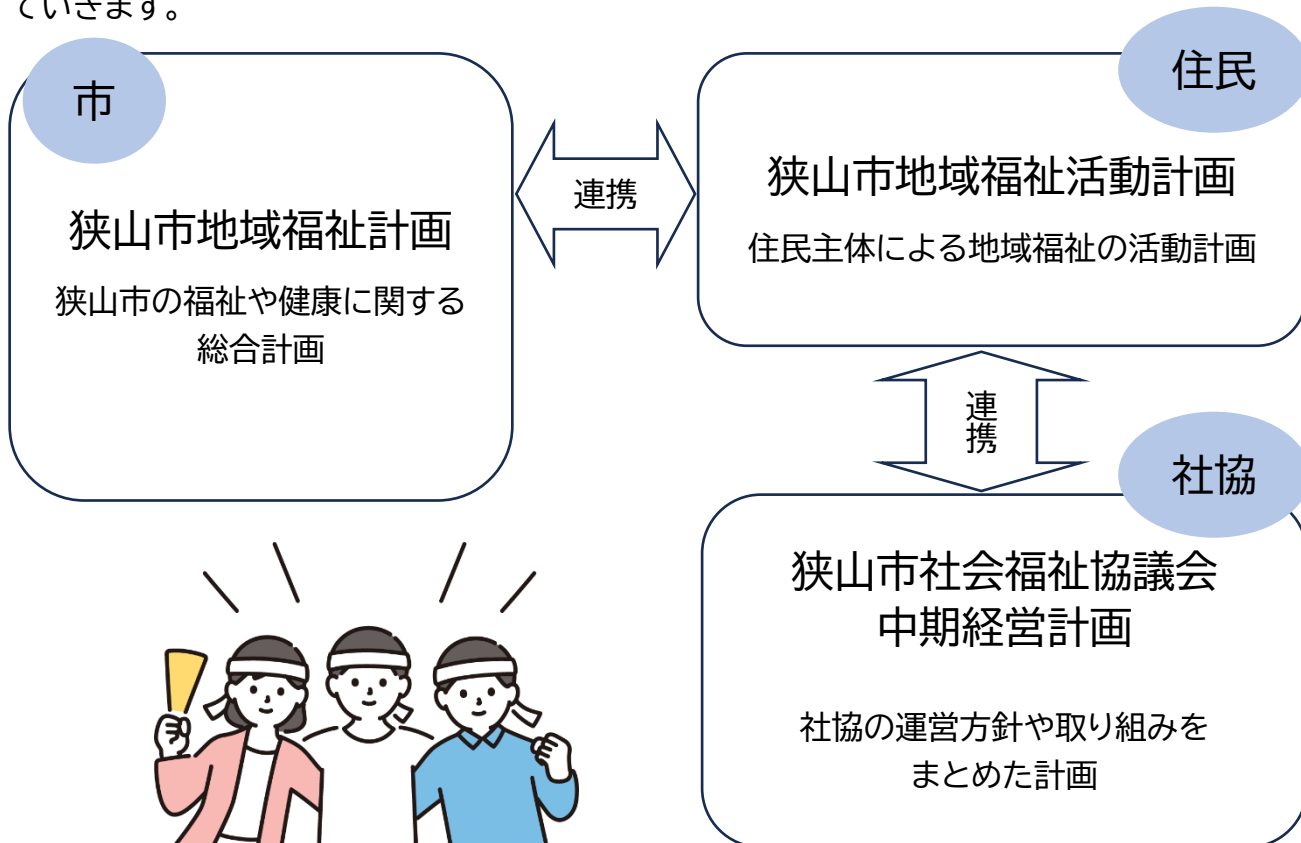 ていきます。
市
狭山市地域福祉計画
狭山市の福祉や健康に関する
総合計画
連携
住民
狭山市地域福祉活動計画
住民主体による地域福祉の活動計画
連携
社協
狭山市社会福祉協議会
中期経営計画
社協の運営方針や取り組みを
まとめた計画